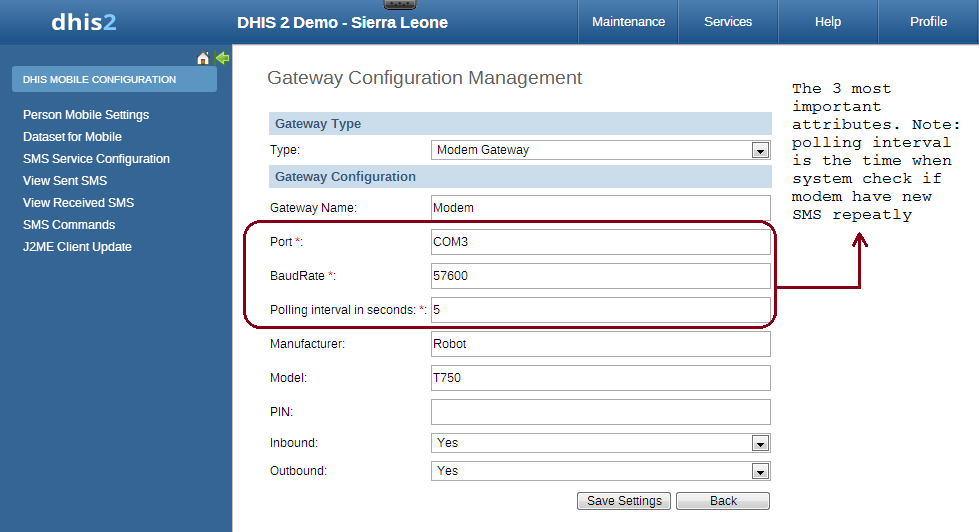 dhis2
DHIS 2 Demo - Sierra Leone
Maintenance
Services
Help
Profile
DHIS MOBILE CONFIGURATION
Person Mobile Settings
Dataset for Mobile
SMS Service Configuration
View Sent SMS
View Received SMS
SMS Commands
J2ME Client Update
Gateway Configuration Management
Gateway Type
Type: Modem Gateway
Gateway Configuration
Gateway Name: Modem
Port *: COM3
BaudRate *: 57600
Polling interval in seconds: *: 5
Manufacturer: Robot
Model: T750
PIN:
Inbound: Yes
Outbound: Yes
Save Settings Back
The 3 most
important
attributes. Note:
polling interval
is the time when
system check if
modem have new
SMS repeatly